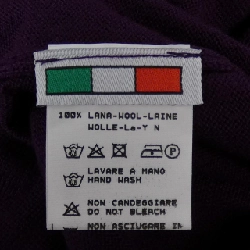 100% LANA-WOOL-LAINE
WOLLE-La-Y N
P
LAVARE A MANO
HAND WASH
NON CANDEGGIARE
DO NOT BLEACH
NON ASCIUGARE IN